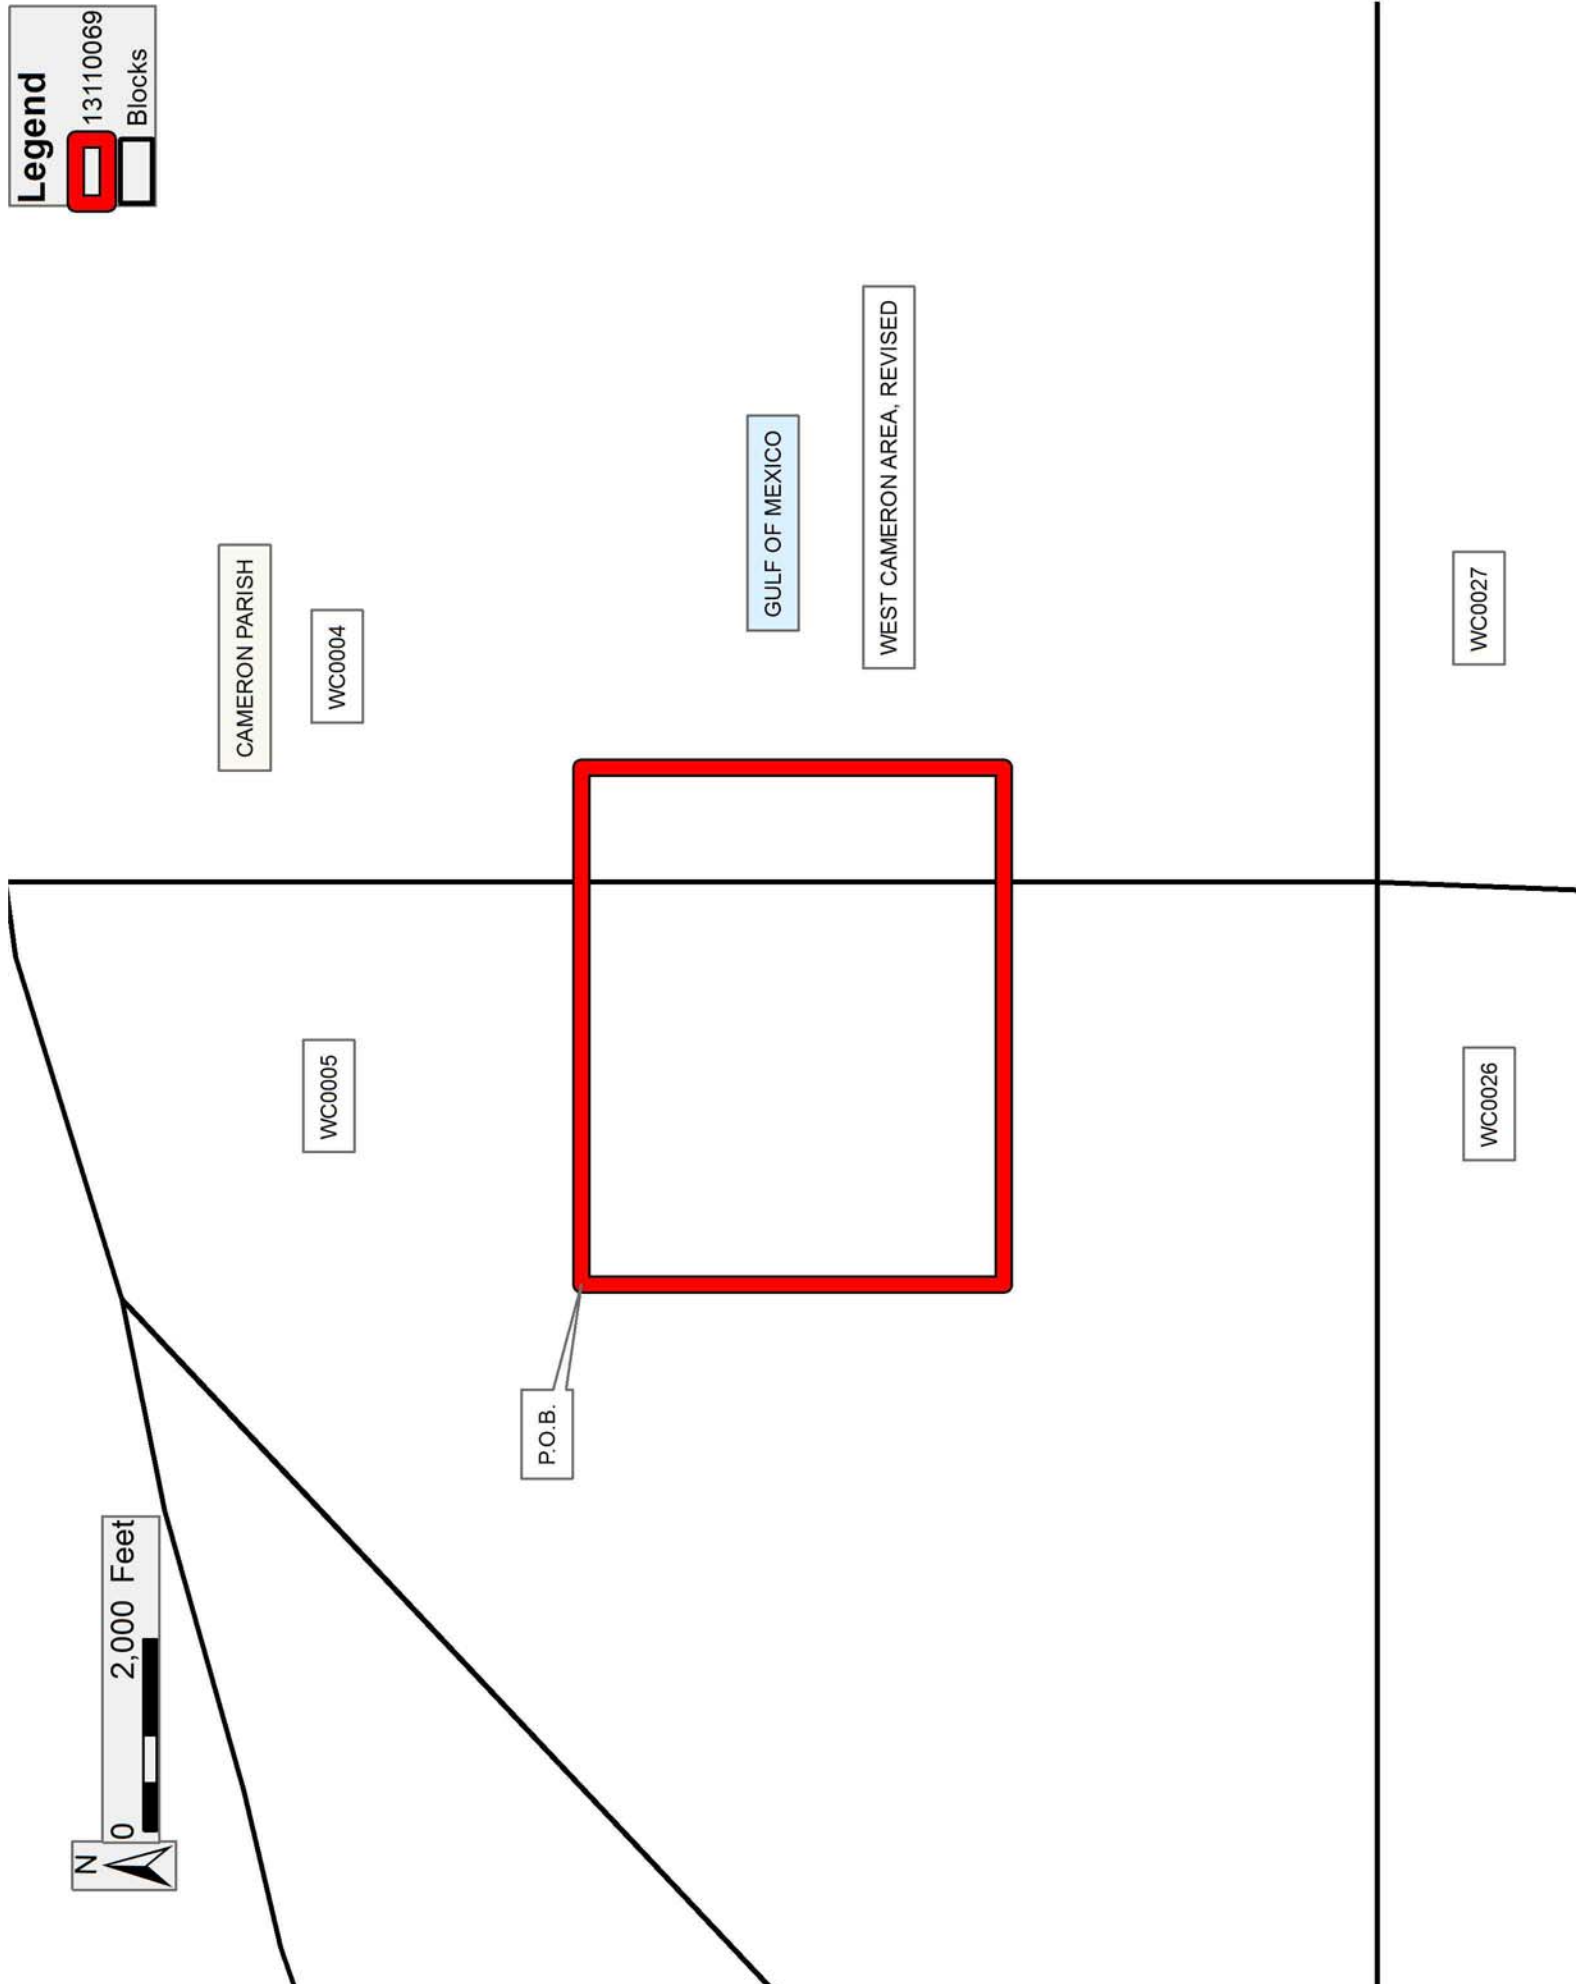 N
0 2,000 Feet
Legend
13110069
Blocks
CAMERON PARISH
WC0005
WC0004
P.O.B.
GULF OF MEXICO
WEST CAMERON AREA, REVISED
WC0026
WC0027